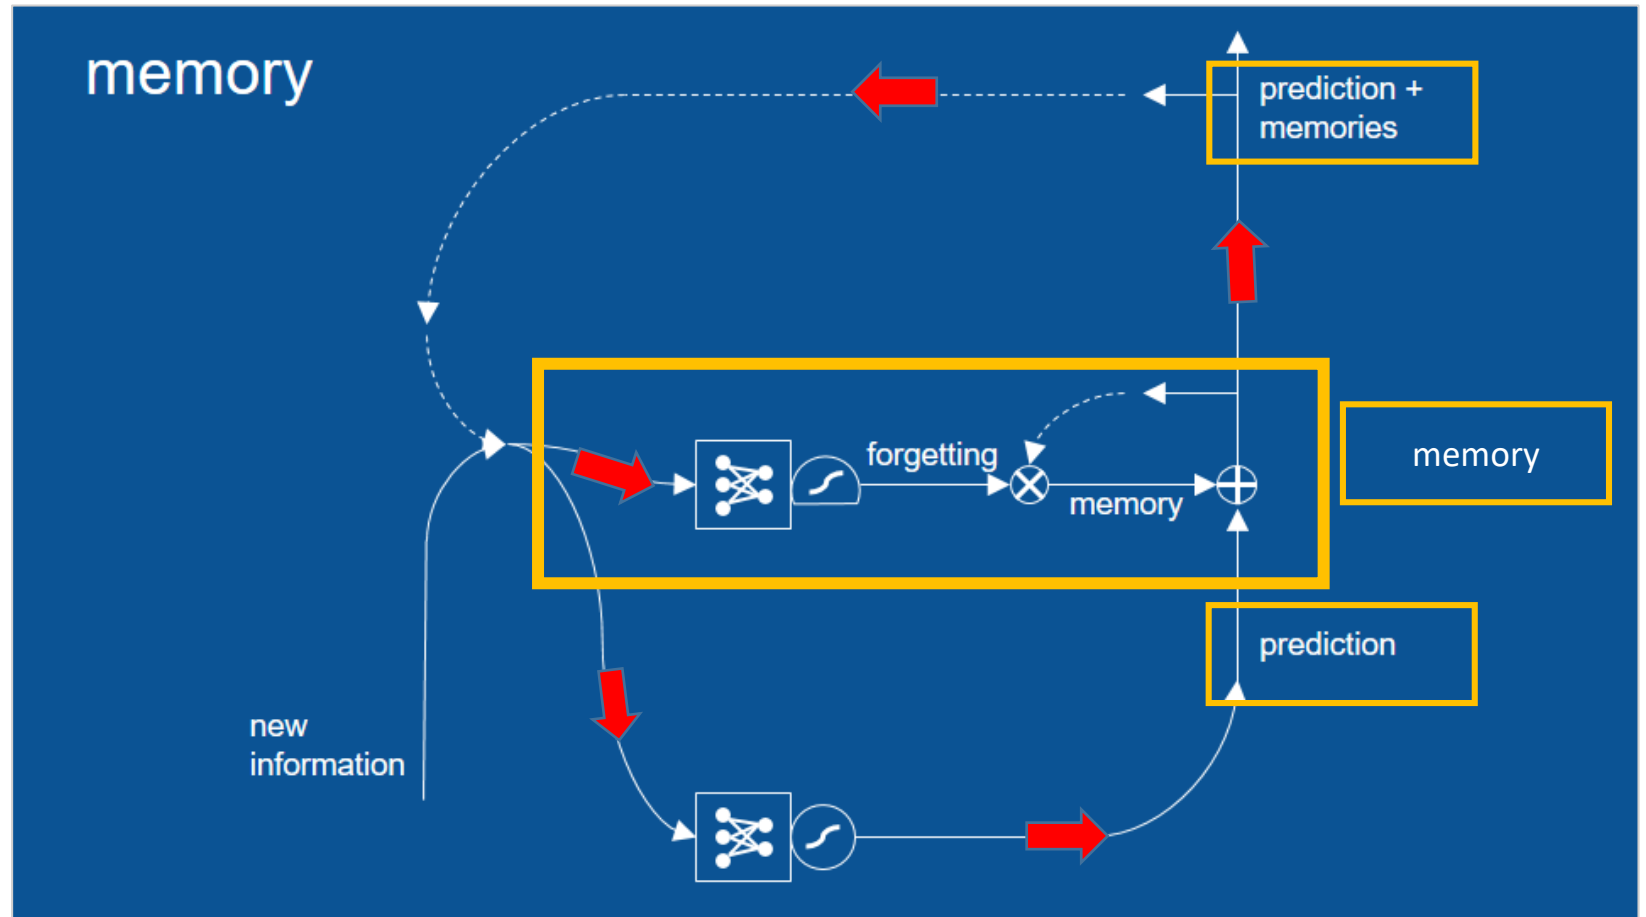 memory
prediction +
memories
forgetting
memory
memory
prediction
new
information